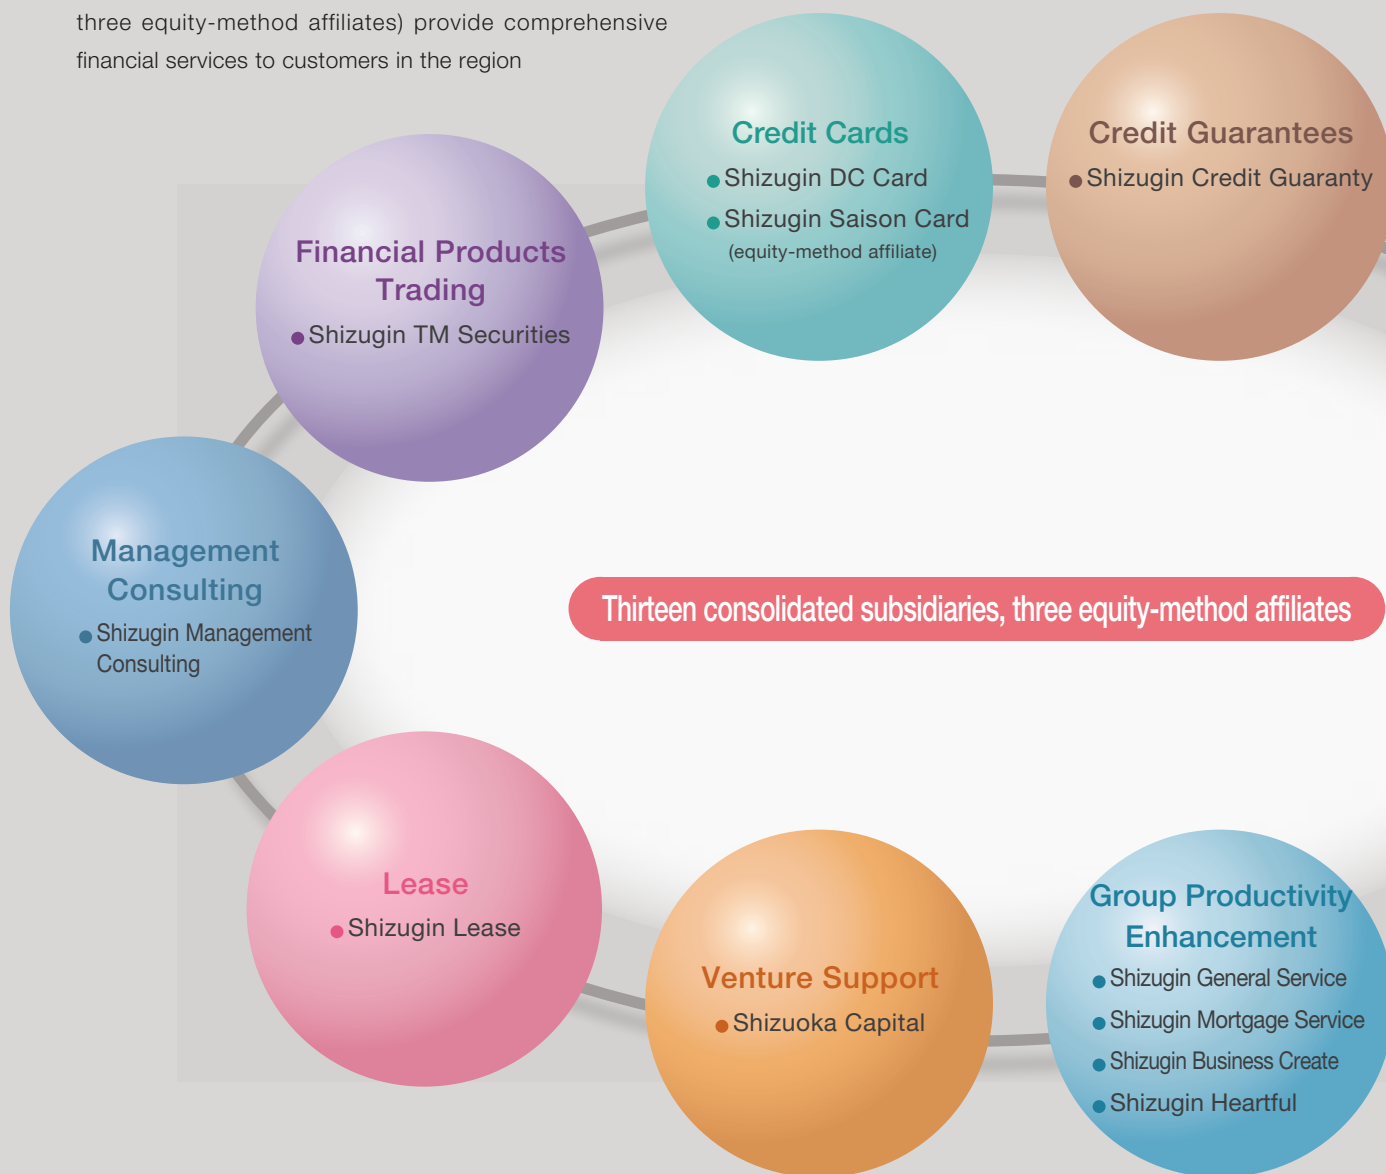 three equity-method affiliates) provide comprehensive
financial services to customers in the region
Credit Cards
● Shizugin DC Card
● Shizugin Saison Card
(equity-method affiliate)
Credit Guarantees
● Shizugin Credit Guaranty
Financial Products
Trading
● Shizugin TM Securities
Management
Consulting
● Shizugin Management
Consulting
Thirteen consolidated subsidiaries, three equity-method affiliates
Lease
● Shizugin Lease
Venture Support
● Shizuoka Capital
Group Productivity
Enhancement
● Shizugin General Service
● Shizugin Mortgage Service
● Shizugin Business Create
● Shizugin Heartful